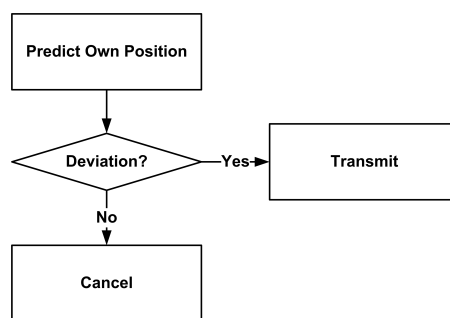 Predict Own Position
Deviation?
Yes
Transmit
No
Cancel